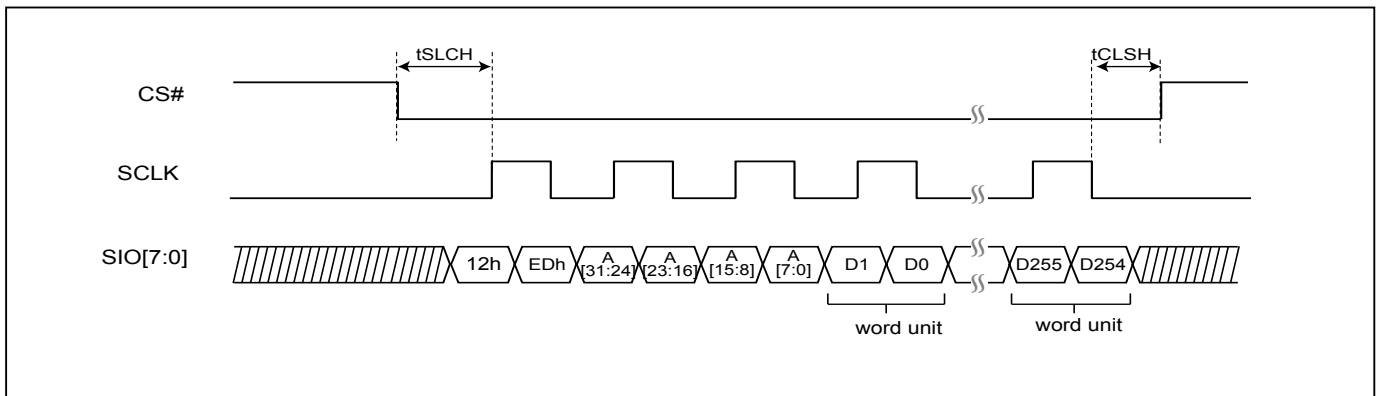 tSLCH
tCLSH
CS#
SCLK
SIO[7:0]
12h
EDh
A
[31:24]
A
[23:16]
A
[15:8]
A
[7:0]
D1
D0
D255
D254
word unit
word unit